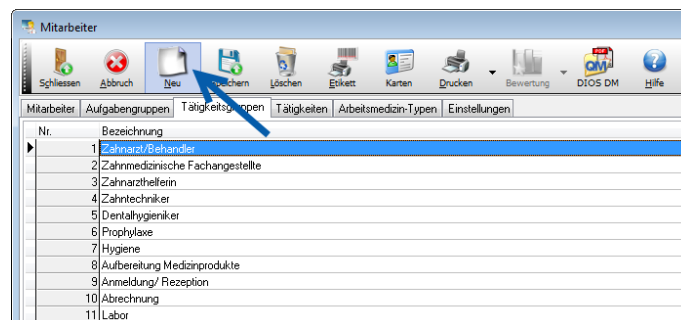 Mitarbeiter
Schliessen Abbruch Neu Speichern Löschen Etikett Karten Drucken Bewertung DIOS DM Hilfe
Mitarbeiter Aufgabengruppen Tätigkeitsgruppen Tätigkeiten Arbeitsmedizin-Typen Einstellungen
Nr. Bezeichnung
1 Zahnarzt/Behandler
2 Zahnmedizinische Fachangestellte
3 Zahnarzthelferin
4 Zahntechniker
5 Dentalhygieniker
6 Prophylaxe
7 Hygiene
8 Aufbereitung Medizinprodukte
9 Anmeldung/ Rezeption
10 Abrechnung
11 Labor